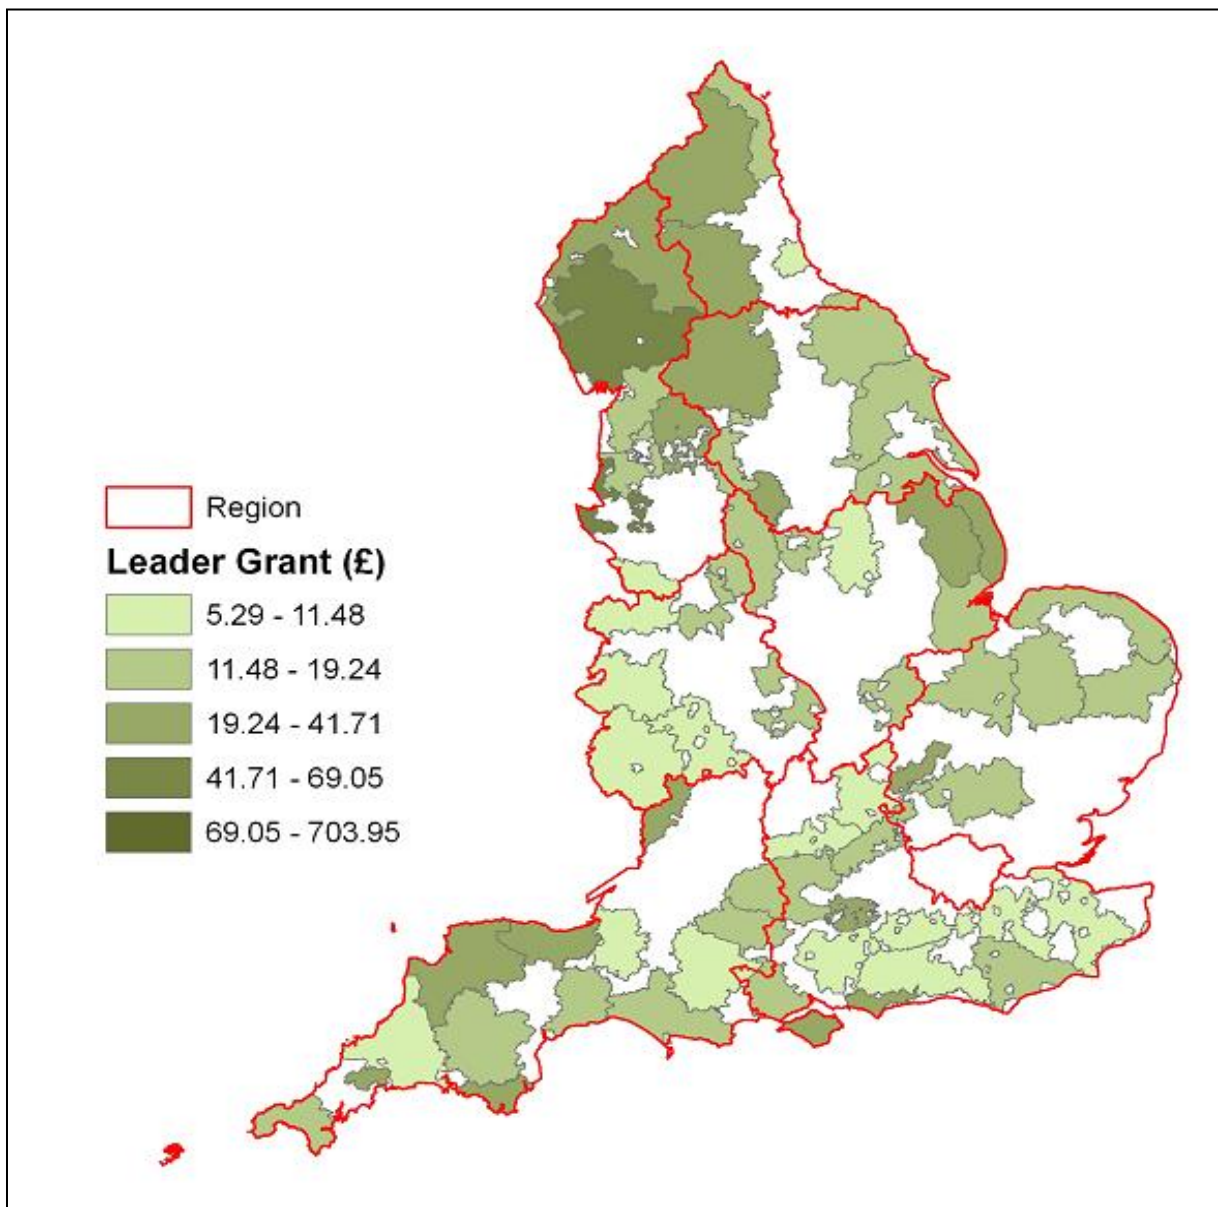 Region
Leader Grant (£)
5.29 - 11.48
11.48 - 19.24
19.24 - 41.71
41.71 - 69.05
69.05 - 703.95